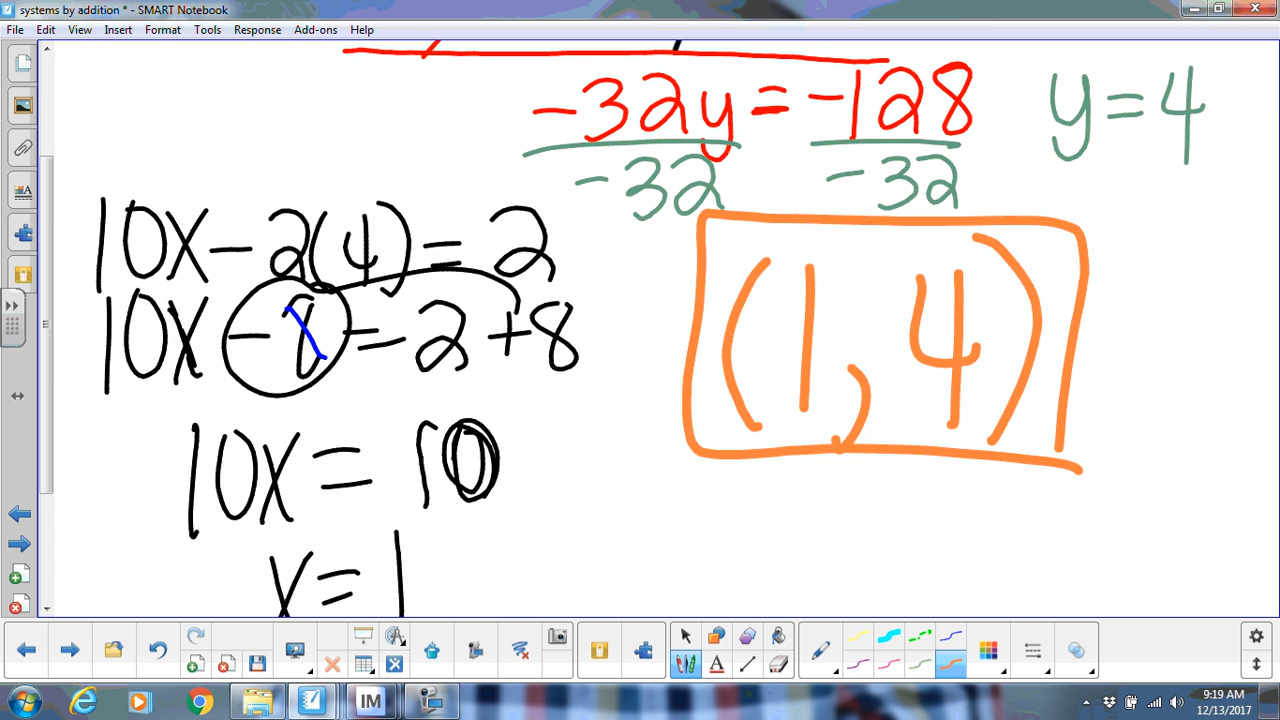 systems by addition * - SMART Notebook
File Edit View Insert Format Tools Response Add-ons Help
-32y = -128
-32 -32
y = 4
10x - 2(4) = 2
10x - 8 = 2 + 8
10x = 10
x = 1
(1, 4)
A
IM
9:19 AM
12/13/2017